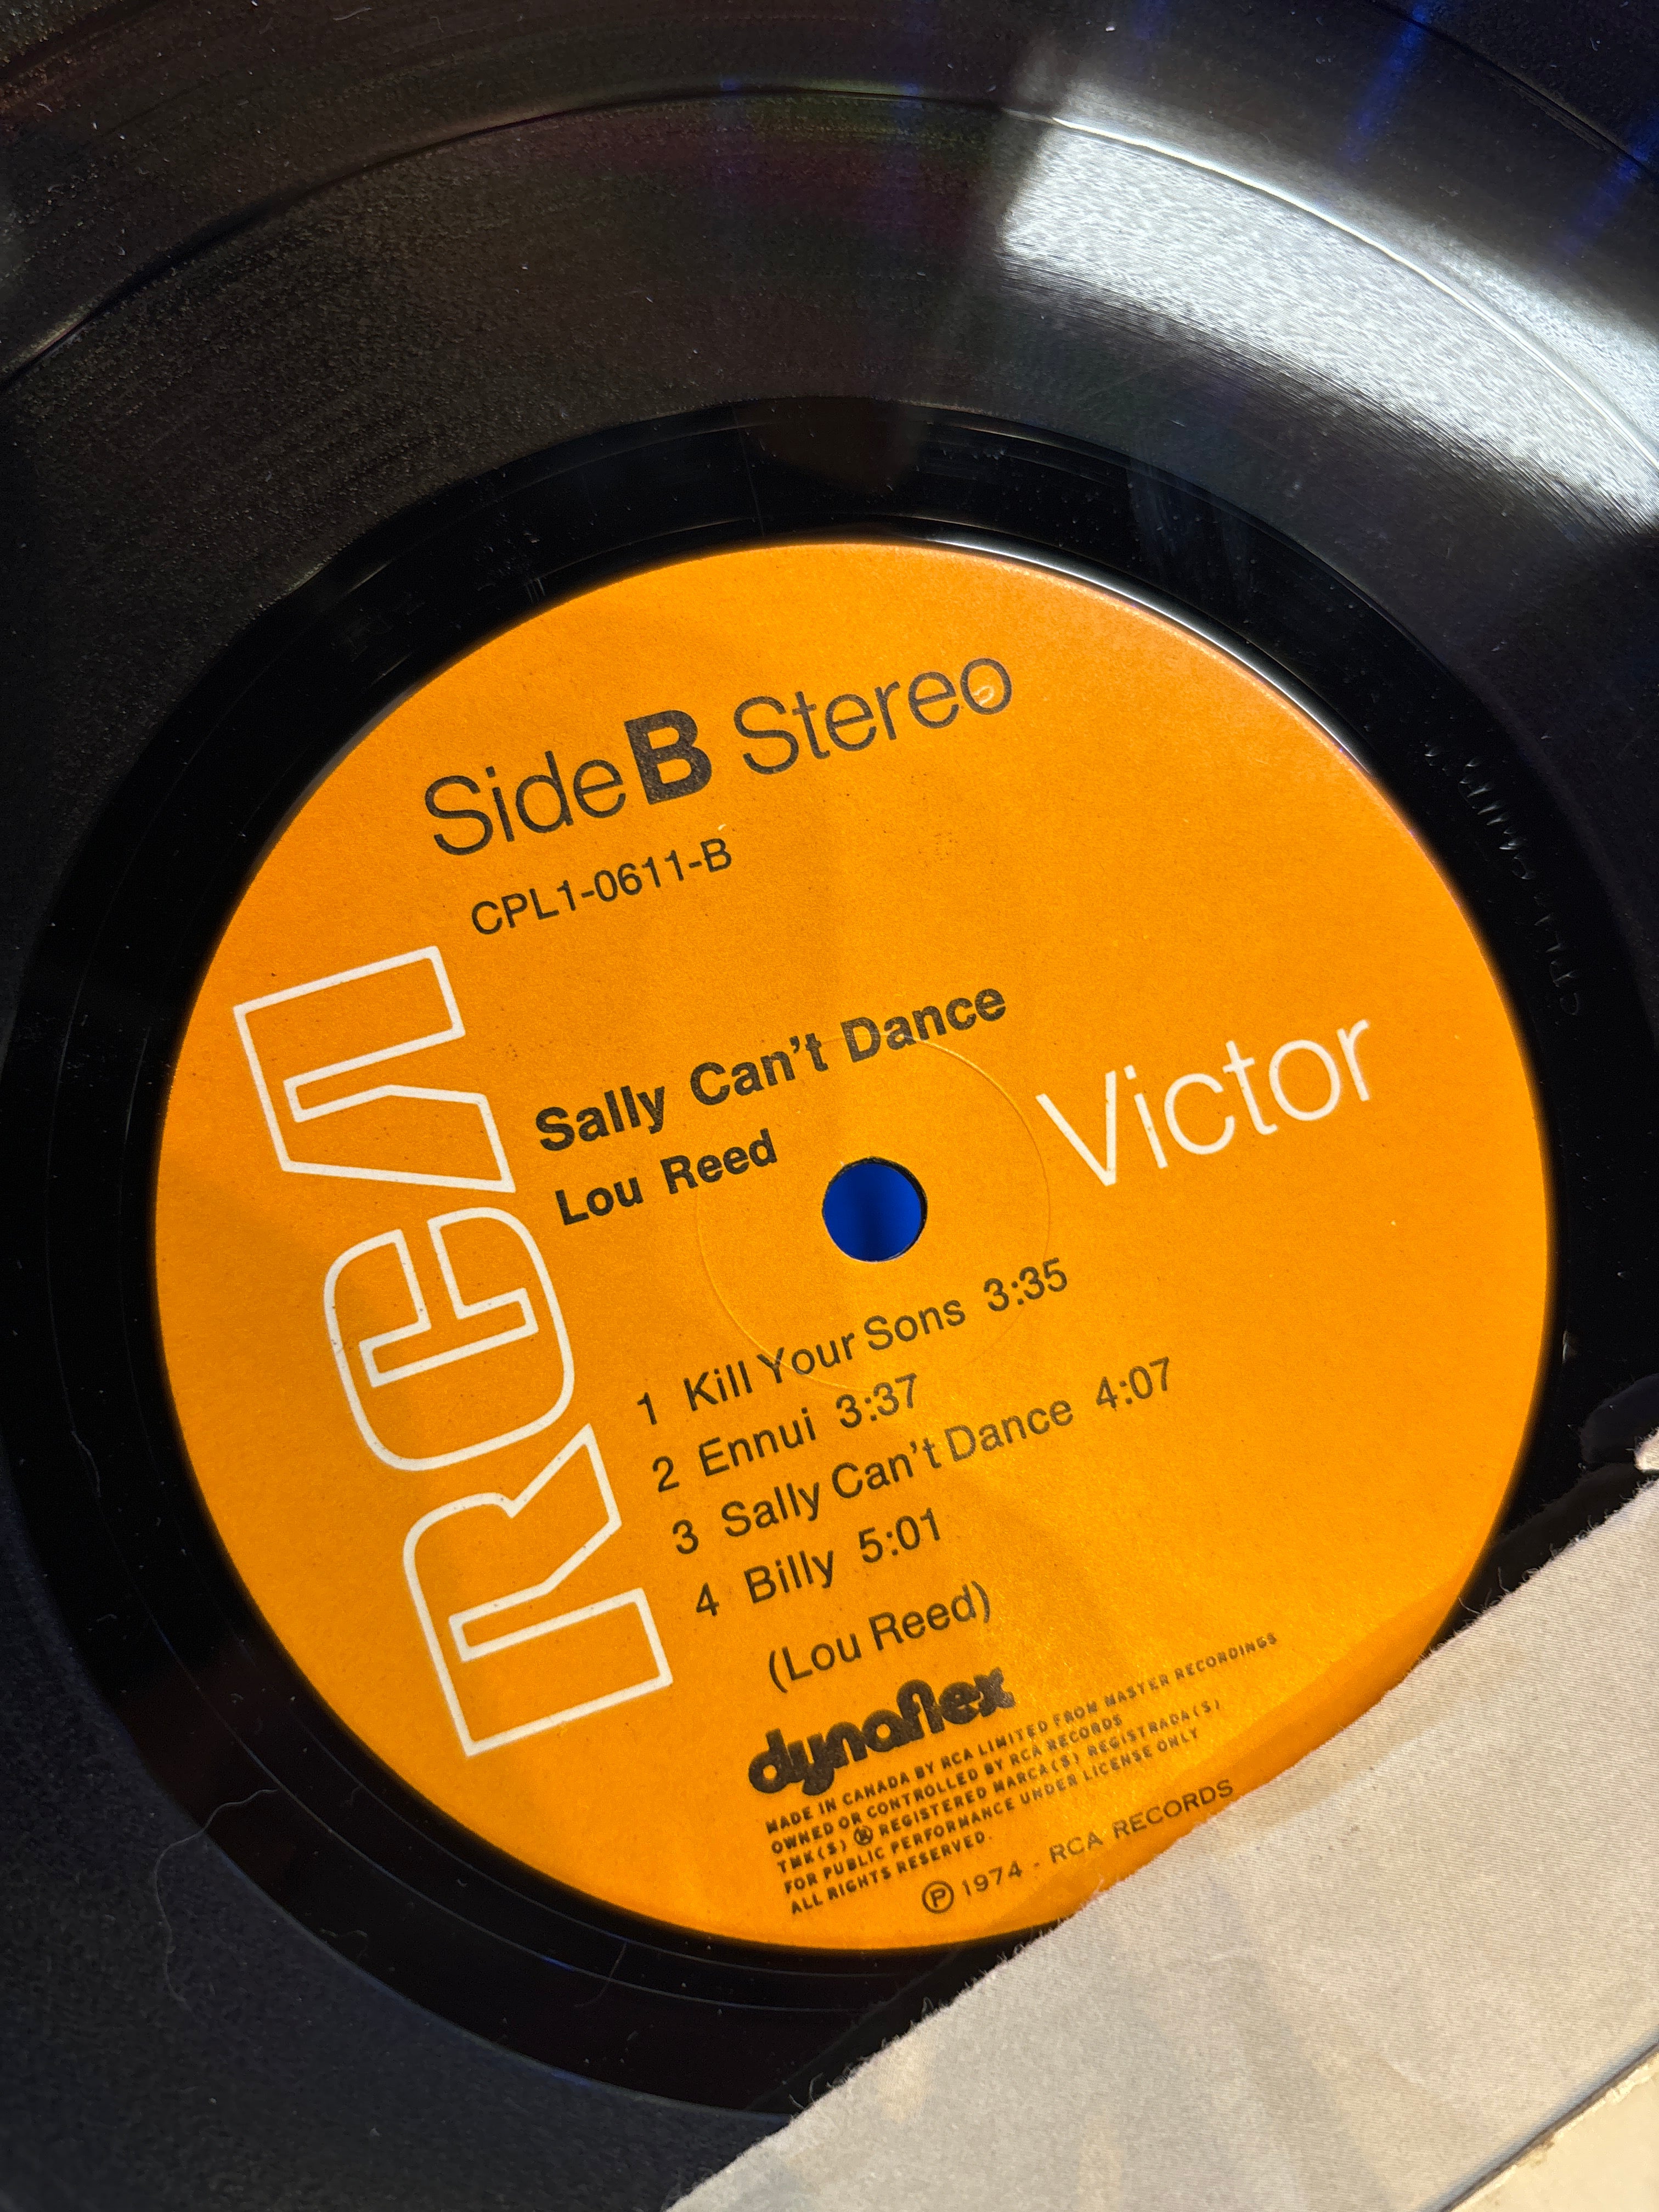 Side B Stereo
CPL1-0611-B
RCA
Victor
Sally Can't Dance
Lou Reed
1 Kill Your Sons 3:35
2 Ennui 3:37
3 Sally Can't Dance 4:07
4 Billy 5:01
(Lou Reed)
dynaflex
MADE IN CANADA BY RCA LIMITED FROM MASTER RECORDINGS
OWNED OR CONTROLLED BY RCA RECORDS
TMK(S) ® REGISTERED MARCA(S) REGISTRADA(S)
FOR PUBLIC PERFORMANCE UNDER LICENSE ONLY
ALL RIGHTS RESERVED.
℗ 1974 - RCA RECORDS